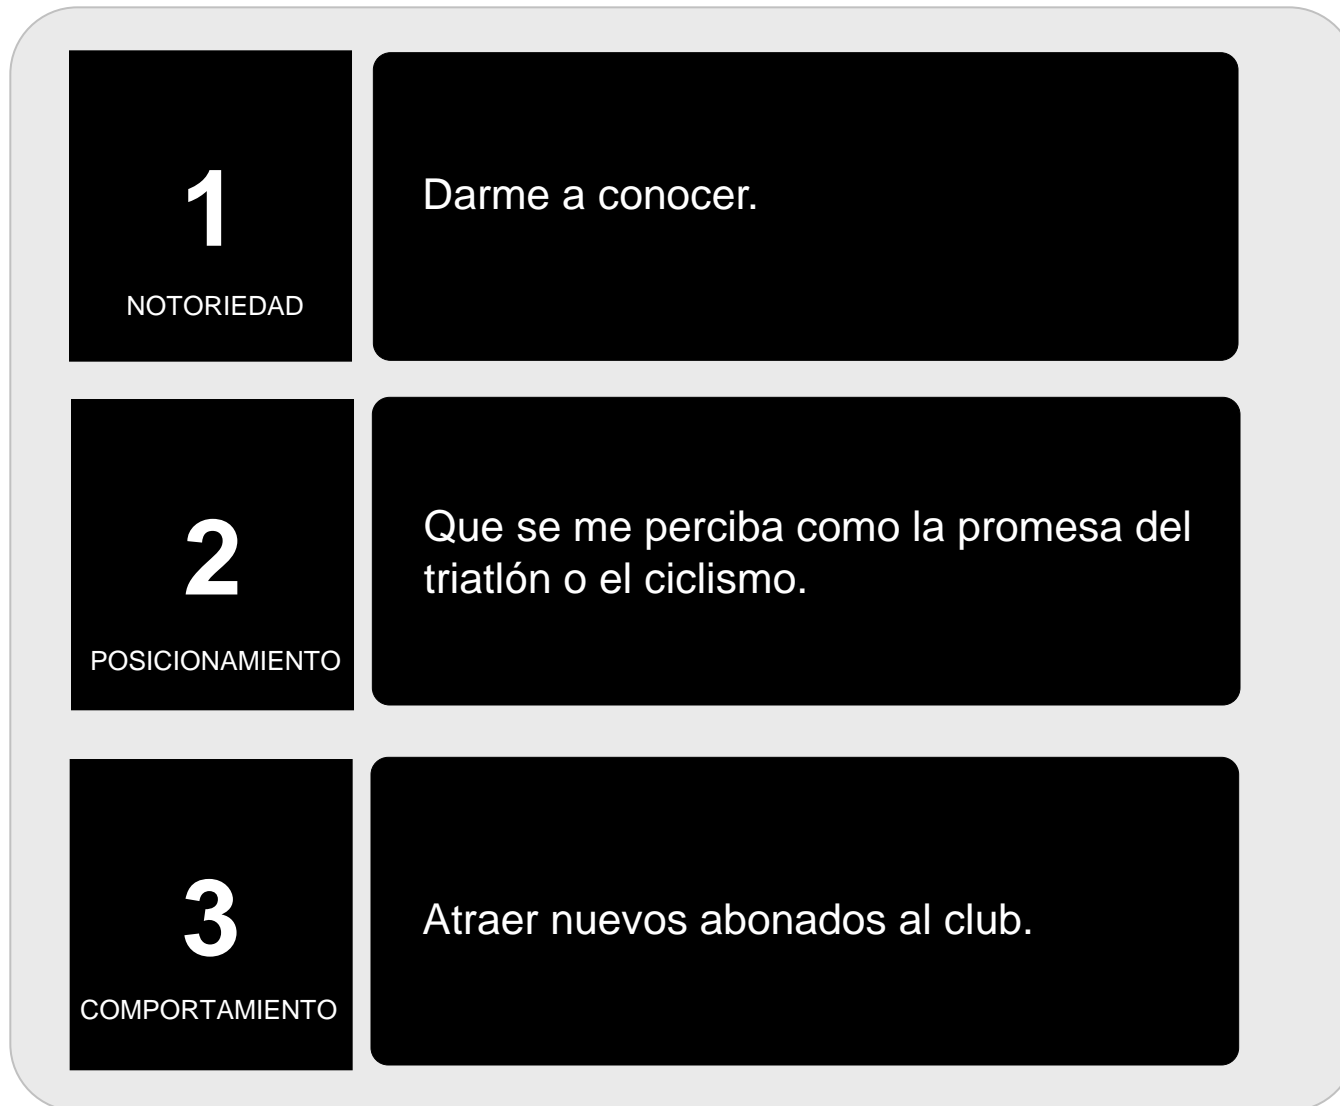 1
NOTORIEDAD
Darme a conocer.
2
POSICIONAMIENTO
Que se me perciba como la promesa del
triatlón o el ciclismo.
3
COMPORTAMIENTO
Atraer nuevos abonados al club.